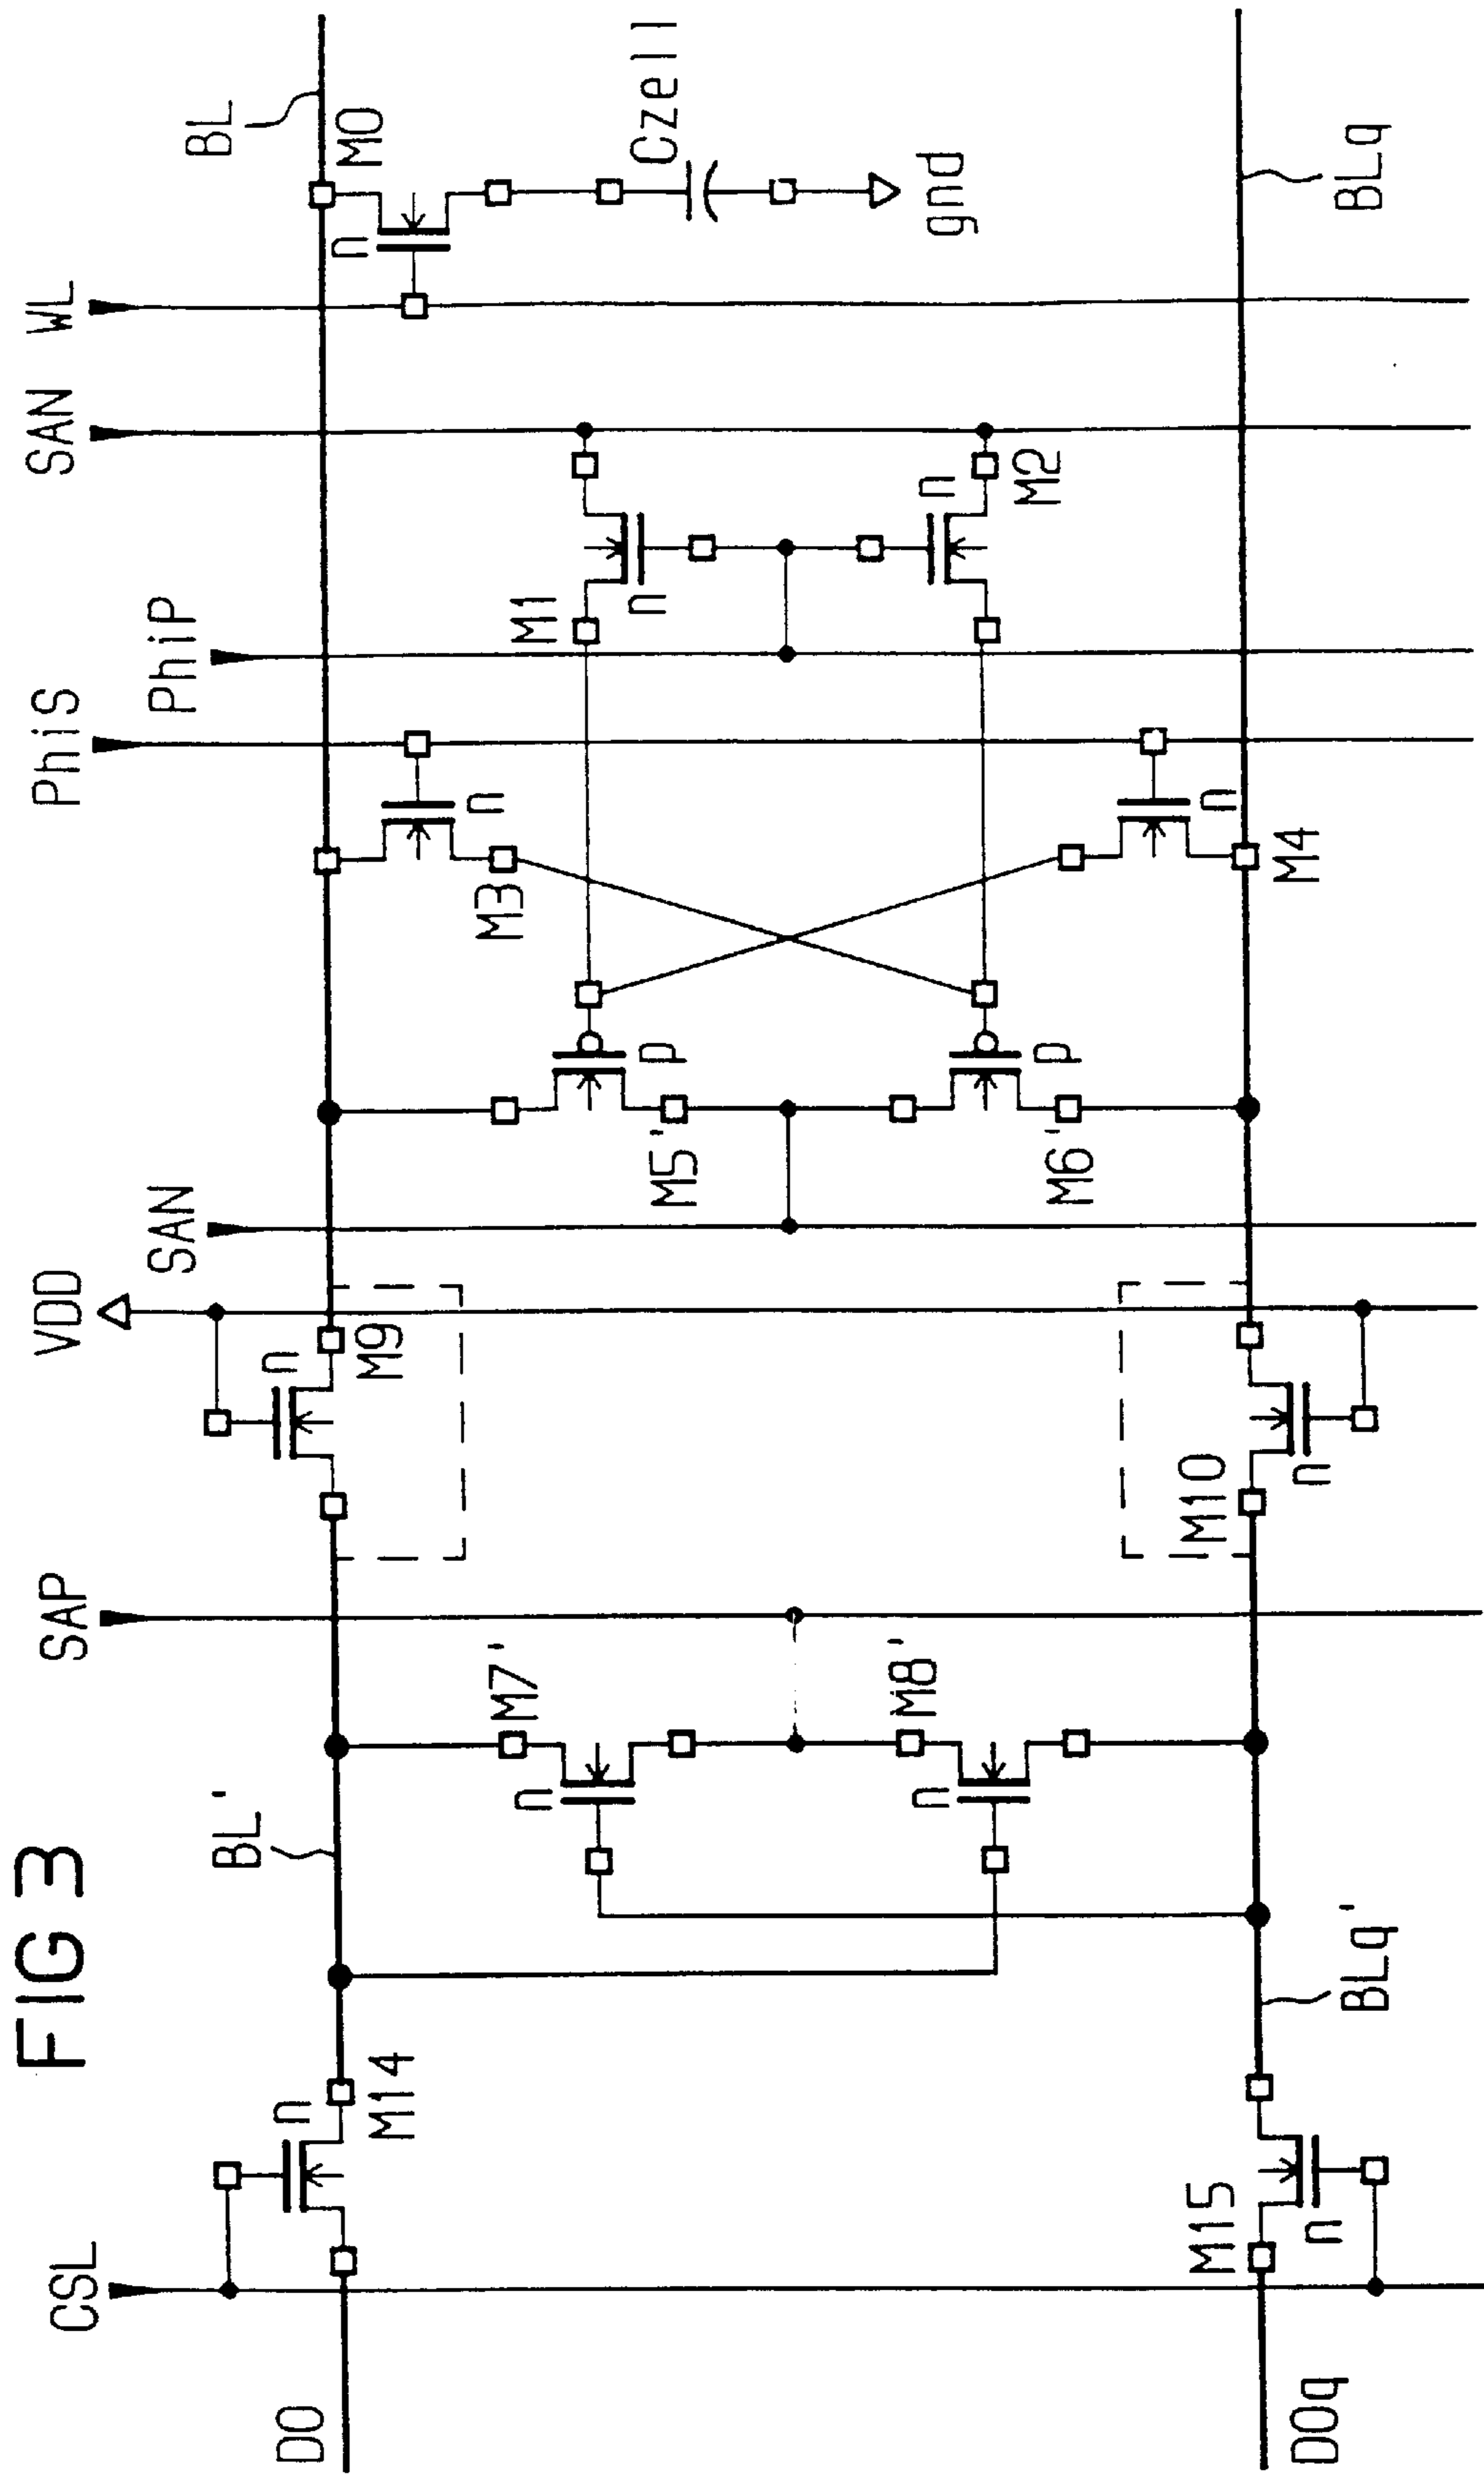 FIG 3
CSL
SAP
VDD
SAN
PhiS
PhiP
SAN
WL
BL
D0
n
M14
BL'
n
M9
M3
n
n
M0
n
M7'
n
M5'
p
M1
n
Czell
n
M8'
M6'
p
n
M2
gnd
M15
n
M10
n
M4
n
D0q
BLq'
BLq